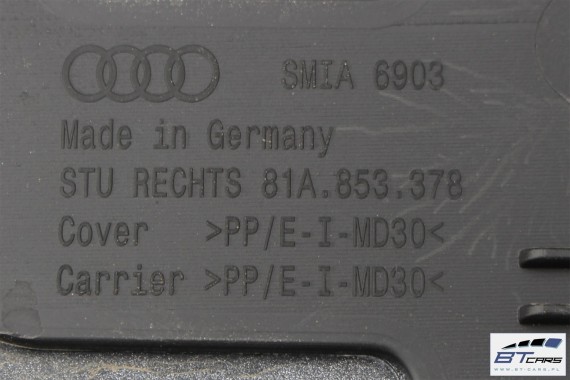 SMIA 6903
Made in Germany
STU RECHTS 81A.853.378
Cover >PP/E-I-MD30<
Carrier >PP/E-I-MD30<
BTCARS
WWW.BT-CARS.PL